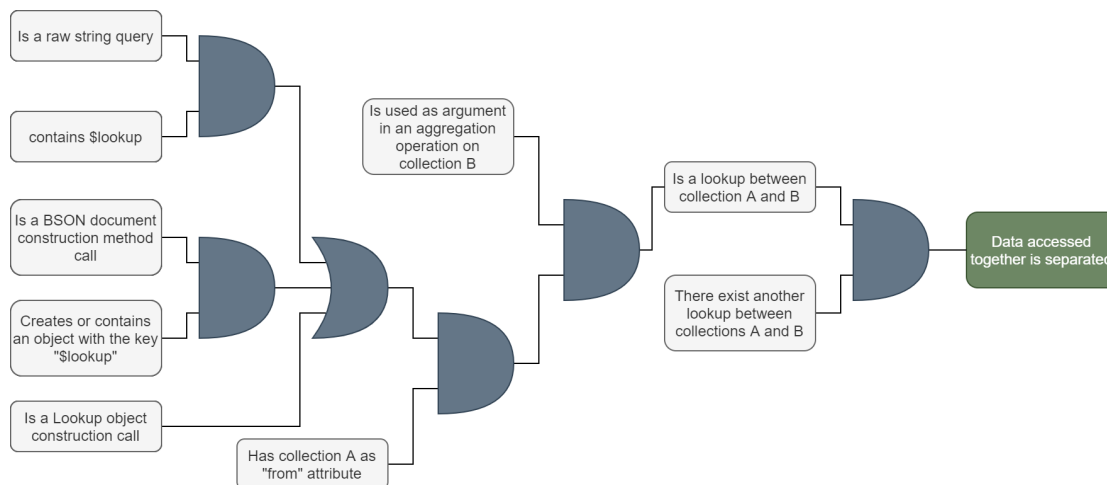 Is a raw string query
contains $lookup
Is a BSON document
construction method
call
Creates or contains
an object with the key
"$lookup"
Is a Lookup object
construction call
Has collection A as
"from" attribute
Is used as argument
in an aggregation
operation on
collection B
Is a lookup between
collection A and B
There exist another
lookup between
collections A and B
Data accessed
together is separated